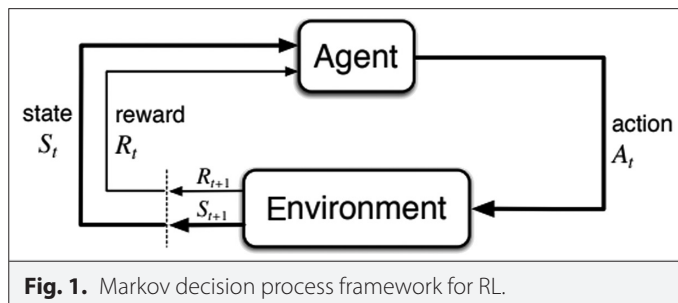 Agent
state
S_t
reward
R_t
action
A_t
R_{t+1}
S_{t+1}
Environment
Fig. 1. Markov decision process framework for RL.